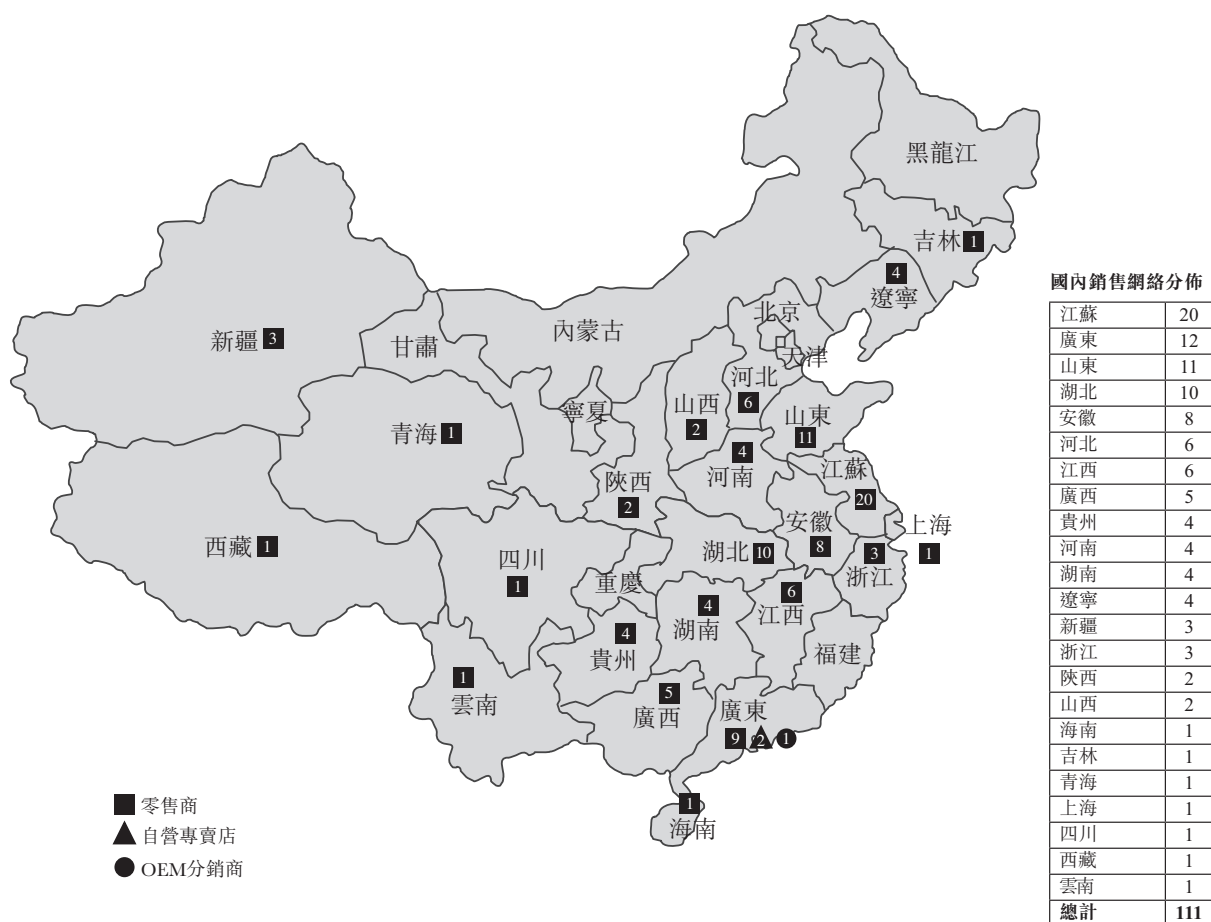 黑龍江
吉林 1
4
遼寧
北京
內蒙古
天津
新疆 3
甘肅
河北
6
寧夏
山西
2
山東
11
青海 1
4
河南
江蘇
20
陝西
2
安徽
8
上海
1
西藏 1
四川
1
湖北 10
3
浙江
重慶
6
江西
4
湖南
4
貴州
福建
1
雲南
5
廣西
廣東
9 2 1
1
海南
零售商
自營專賣店
OEM分銷商
國內銷售網絡分佈
江蘇 20
廣東 12
山東 11
湖北 10
安徽 8
河北 6
江西 6
廣西 5
貴州 4
河南 4
湖南 4
遼寧 4
新疆 3
浙江 3
陝西 2
山西 2
海南 1
吉林 1
青海 1
上海 1
四川 1
西藏 1
雲南 1
總計 111